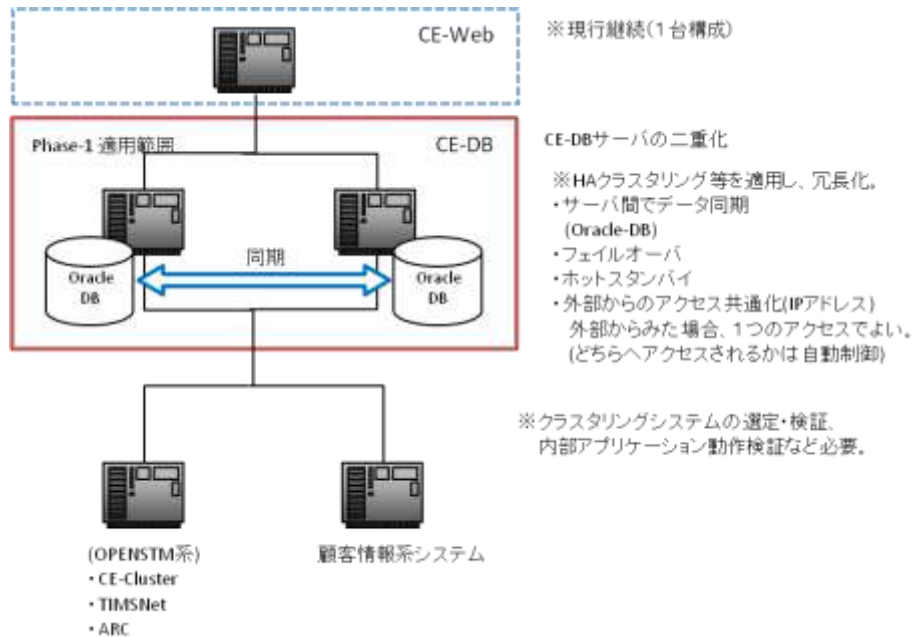 CE-Web
※現行継続(1台構成)
Phase-1 適用範囲
CE-DB
CE-DBサーバの二重化
※HAクラスタリング等を適用し、冗長化。
・サーバ間でデータ同期
(Oracle-DB)
・フェイルオーバ
・ホットスタンバイ
・外部からのアクセス共通化(IPアドレス)
外部からみた場合、1つのアクセスでよい。
(どちらへアクセスされるかは自動制御)
同期
Oracle
DB
Oracle
DB
※クラスタリングシステムの選定・検証、
内部アプリケーション動作検証など必要。
(OPENSTM系)
・CE-Cluster
・TIMSNet
・ARC
顧客情報系システム